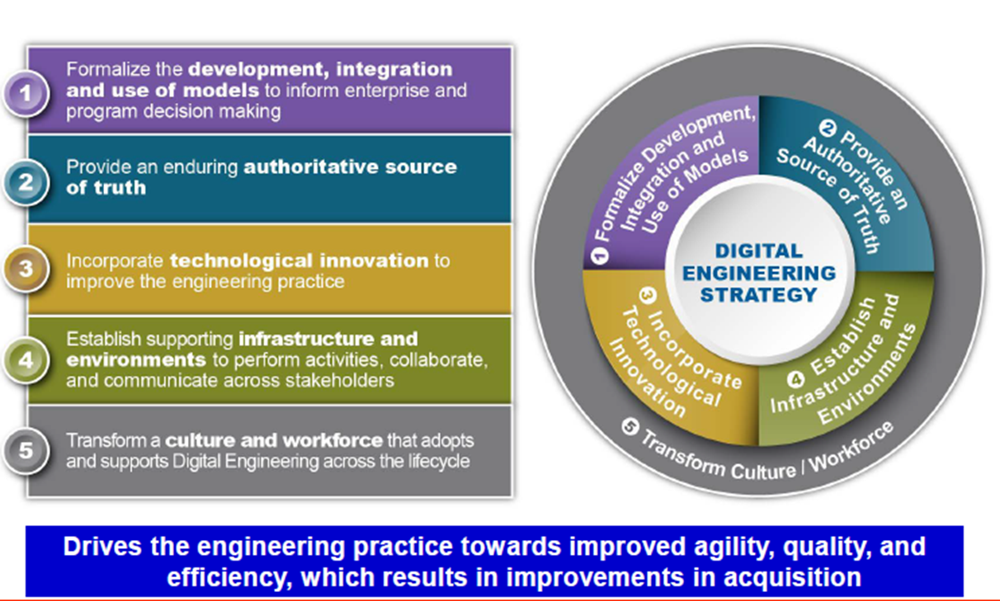 1
Formalize the development, integration
and use of models to inform enterprise and
program decision making
2
Provide an enduring authoritative source
of truth
3
Incorporate technological innovation to
improve the engineering practice
4
Establish supporting infrastructure and
environments to perform activities, collaborate,
and communicate across stakeholders
5
Transform a culture and workforce that adopts
and supports Digital Engineering across the lifecycle
1 Formalize Development,
Integration and
Use of Models
2 Provide an
Authoritative
Source of Truth
DIGITAL
ENGINEERING
STRATEGY
3 Incorporate
Technological
Innovation
4 Establish
Infrastructure and
Environments
5 Transform Culture / Workforce
Drives the engineering practice towards improved agility, quality, and
efficiency, which results in improvements in acquisition